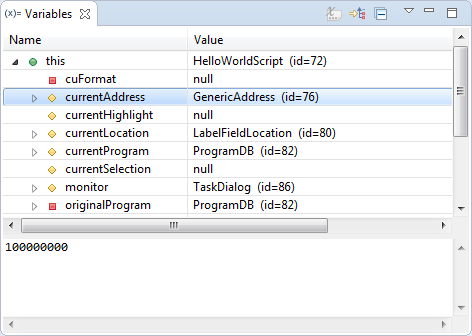 (x)= Variables
Name Value
this HelloWorldScript (id=72)
cuFormat null
currentAddress GenericAddress (id=76)
currentHighlight null
currentLocation LabelFieldLocation (id=80)
currentProgram ProgramDB (id=82)
currentSelection null
monitor TaskDialog (id=86)
originalProgram ProgramDB (id=82)
100000000